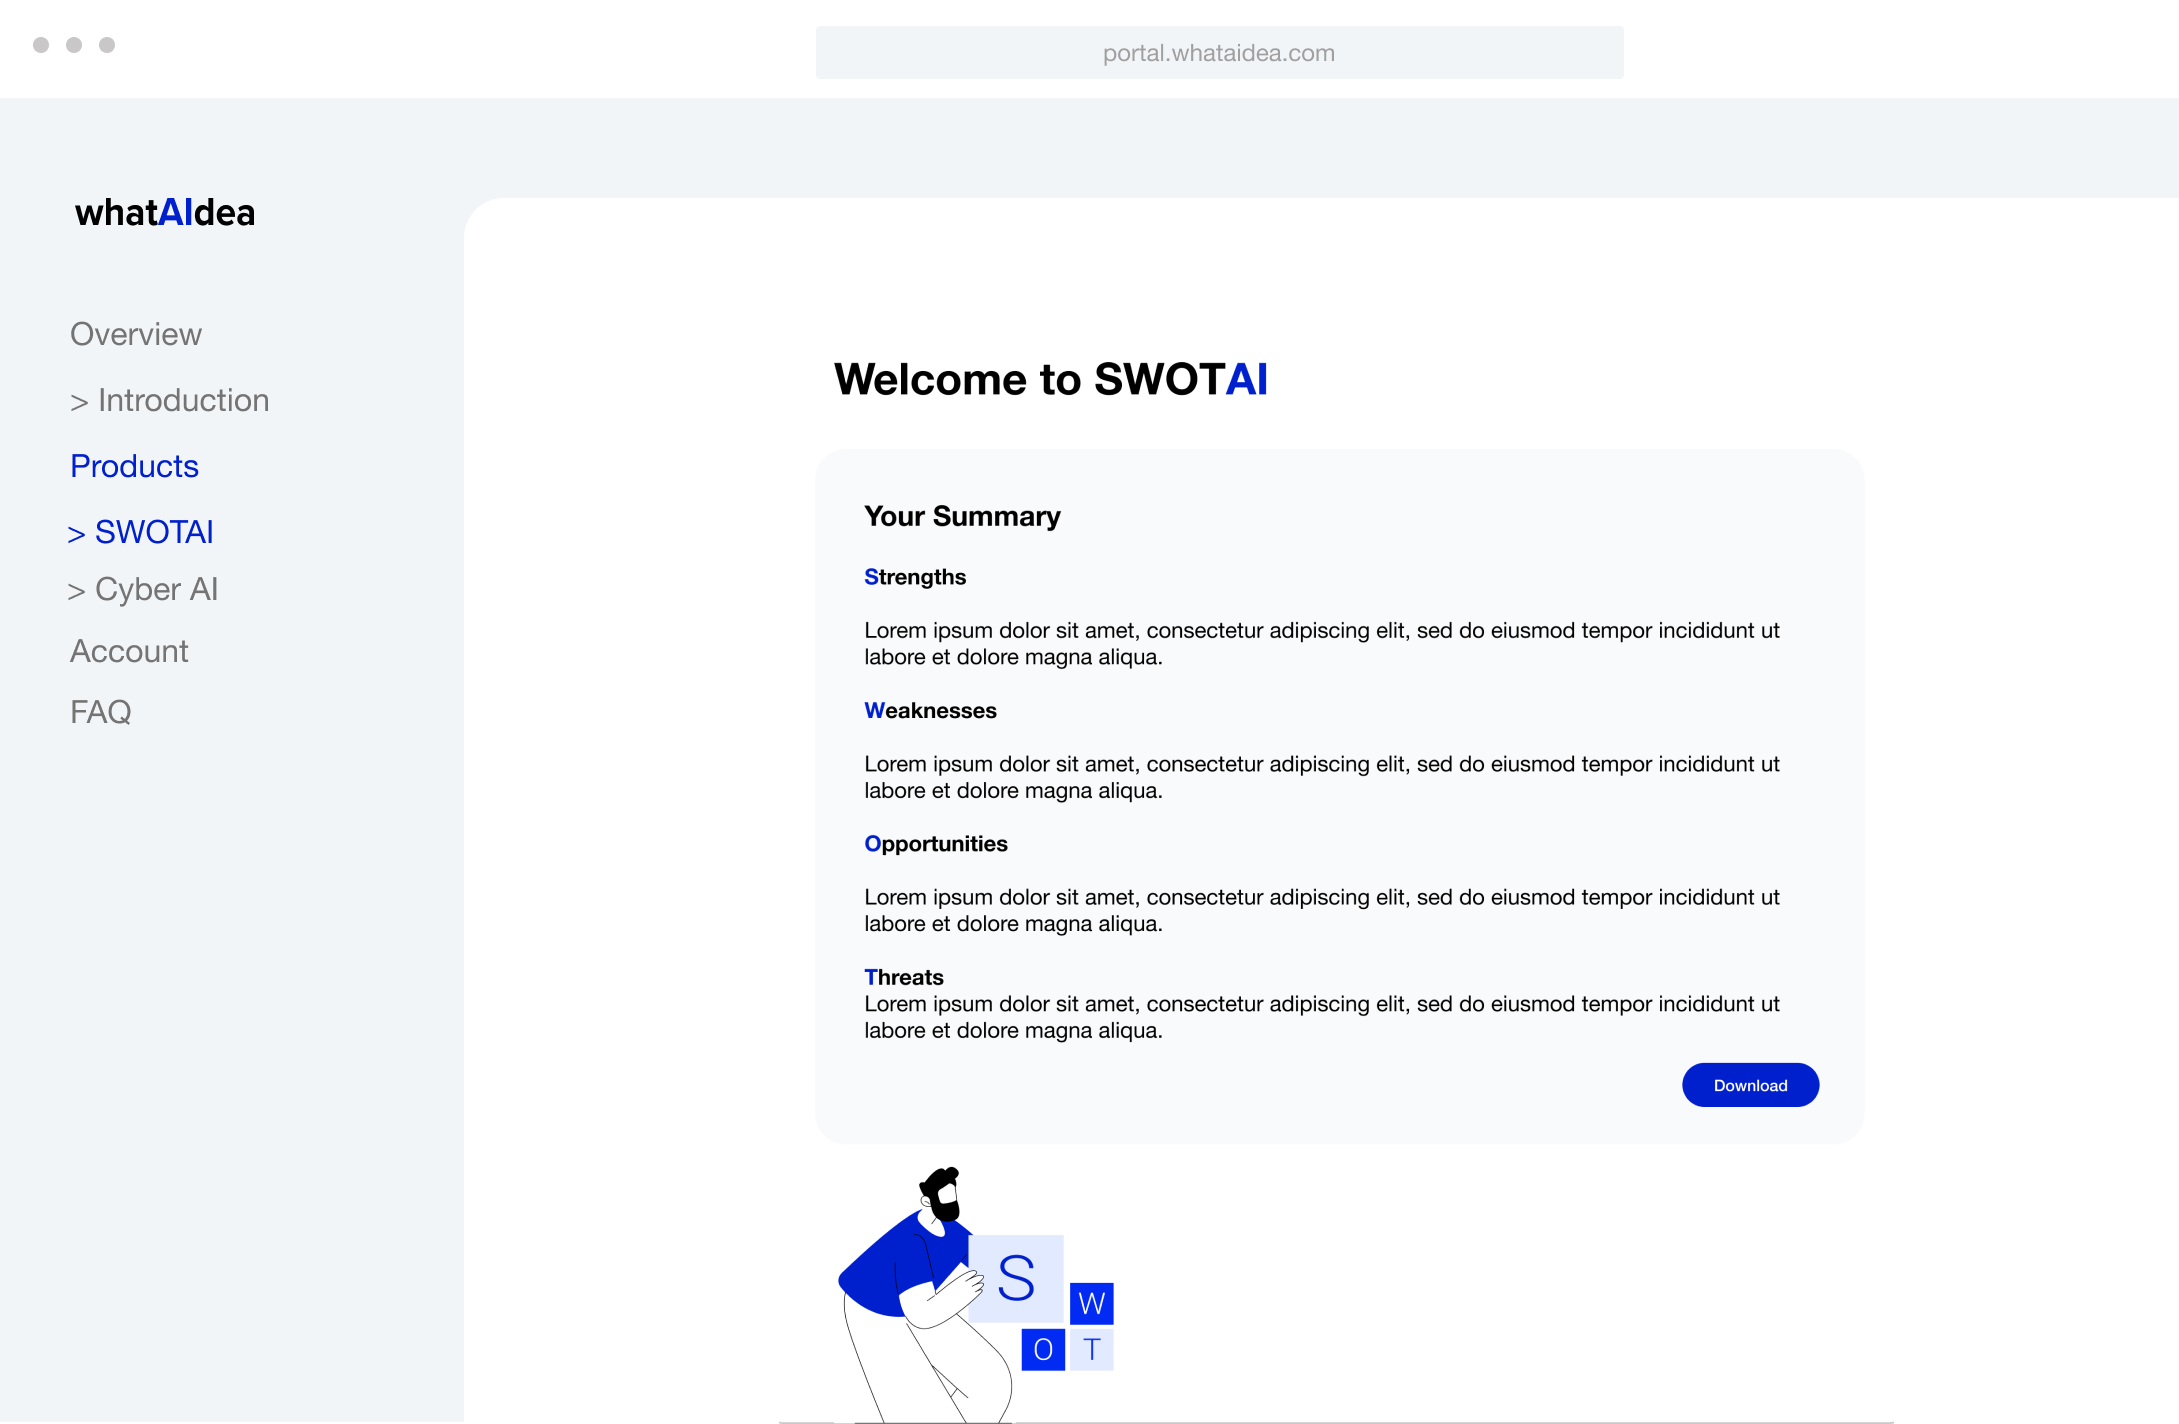 portal.whataidea.com
whatAIdea
Overview
> Introduction
Products
> SWOTAI
> Cyber AI
Account
FAQ
Welcome to SWOTAI
Your Summary
Strengths
Lorem ipsum dolor sit amet, consectetur adipiscing elit, sed do eiusmod tempor incididunt ut
labore et dolore magna aliqua.
Weaknesses
Lorem ipsum dolor sit amet, consectetur adipiscing elit, sed do eiusmod tempor incididunt ut
labore et dolore magna aliqua.
Opportunities
Lorem ipsum dolor sit amet, consectetur adipiscing elit, sed do eiusmod tempor incididunt ut
labore et dolore magna aliqua.
Threats
Lorem ipsum dolor sit amet, consectetur adipiscing elit, sed do eiusmod tempor incididunt ut
labore et dolore magna aliqua.
Download
S
W
O T